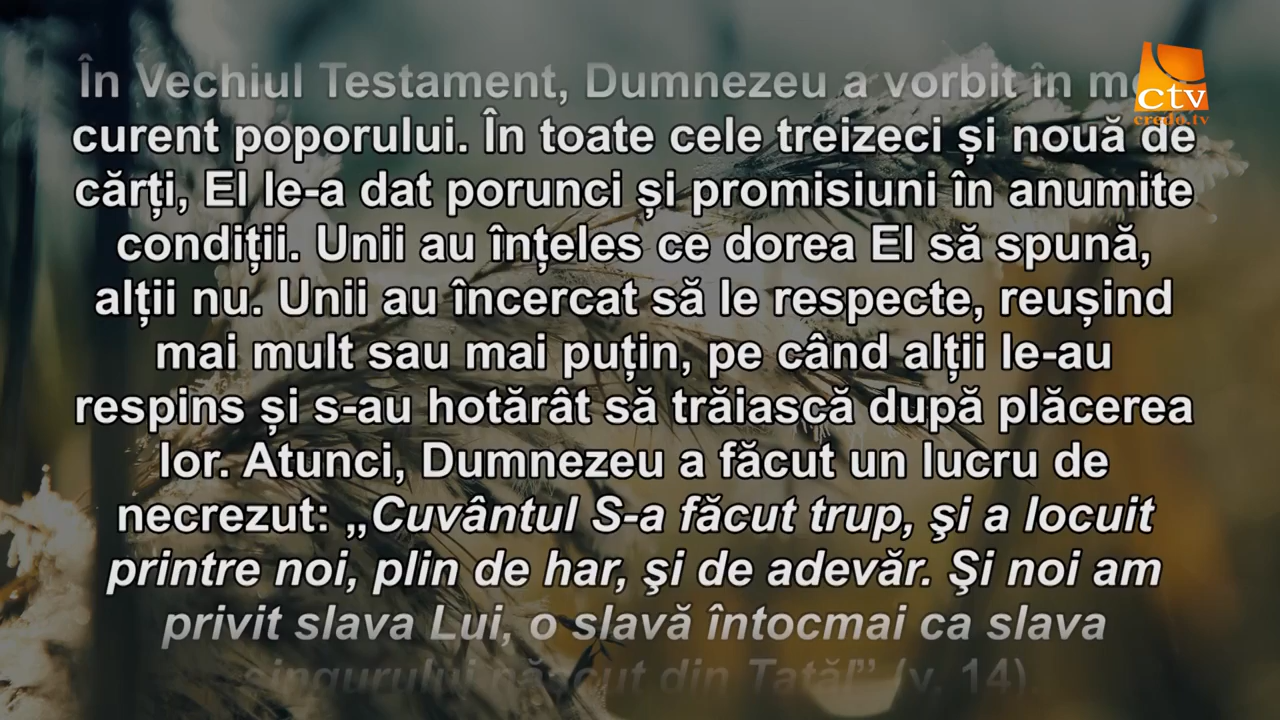 În Vechiul Testament, Dumnezeu a vorbit în
ctv
credo.tv
curent poporului. În toate cele treizeci și nouă de
cărți, El le-a dat porunci și promisiuni în anumite
condiții. Unii au înțeles ce dorea El să spună,
alții nu. Unii au încercat să le respecte, reușind
mai mult sau mai puțin, pe când alții le-au
respins și s-au hotărât să trăiască după plăcerea
lor. Atunci, Dumnezeu a făcut un lucru de
necrezut: ,,Cuvântul S-a făcut trup, şi a locuit
printre noi, plin de har, şi de adevăr. Şi noi am
privit slava Lui, o slavă întocmai ca slava
singurului născut din Tatăl” (v. 14).